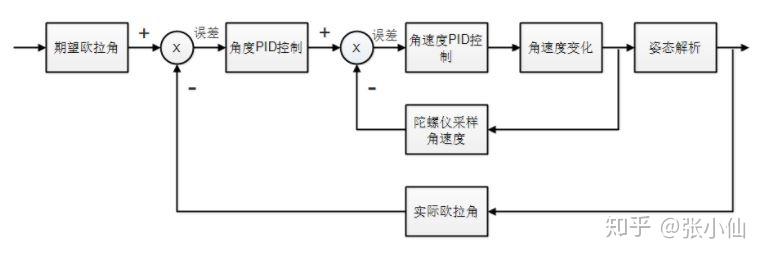 期望欧拉角
+
X
误差
-
角度PID控制
+
X
误差
-
角速度PID控
制
角速度变化
姿态解析
陀螺仪采样
角速度
实际欧拉角
知乎 @张小仙